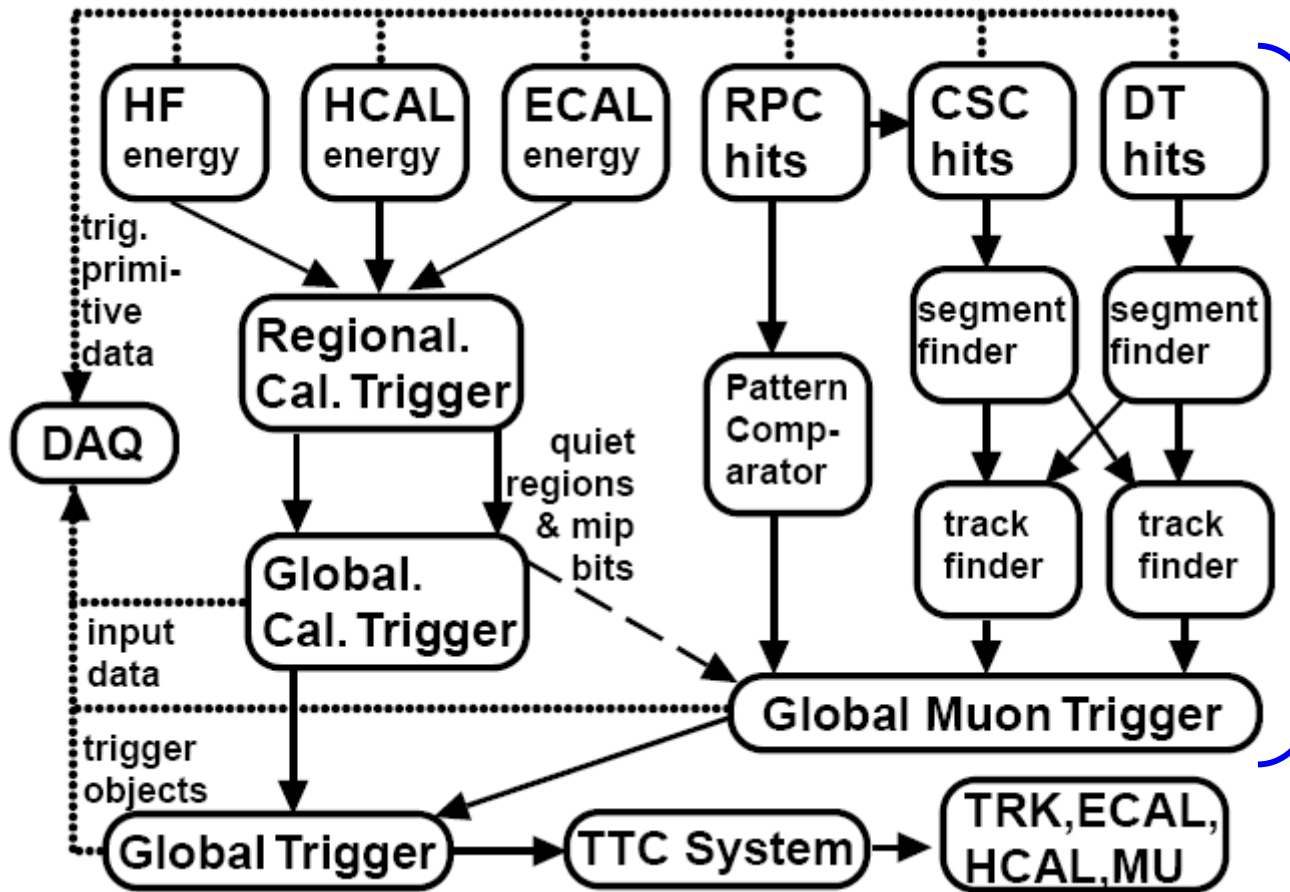 HF
energy
HCAL
energy
ECAL
energy
RPC
hits
CSC
hits
DT
hits
trig.
primi-
tive
data
Regional.
Cal. Trigger
segment
finder
segment
finder
Pattern
Comp-
arator
DAQ
quiet
regions
& mip
bits
track
finder
track
finder
Global.
Cal. Trigger
input
data
Global Muon Trigger
trigger
objects
Global Trigger
TTC System
TRK,ECAL,
HCAL,MU